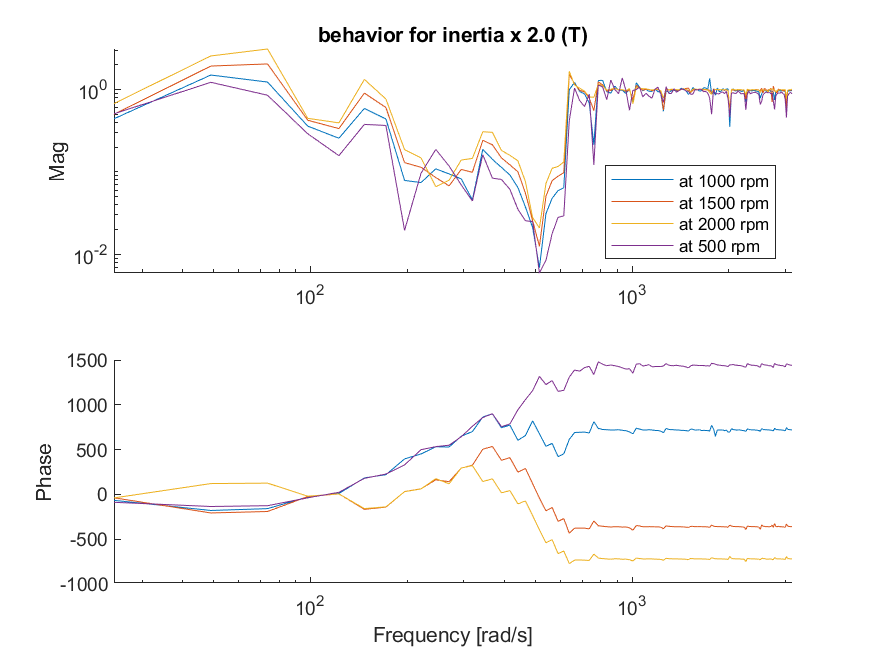 behavior for inertia x 2.0 (T)
Mag
10^0
10^-2
at 1000 rpm
at 1500 rpm
at 2000 rpm
at 500 rpm
10^2
10^3
Phase
1500
1000
500
0
-500
-1000
10^2
10^3
Frequency [rad/s]